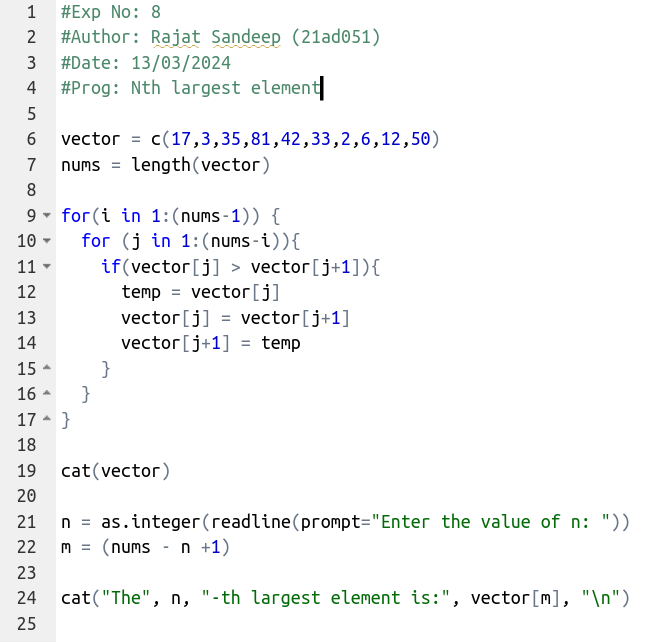 1 #Exp No: 8
2 #Author: Rajat Sandeep (21ad051)
3 #Date: 13/03/2024
4 #Prog: Nth largest element
5
6 vector = c(17,3,35,81,42,33,2,6,12,50)
7 nums = length(vector)
8
9 for(i in 1:(nums-1)) {
10   for (j in 1:(nums-i)){
11     if(vector[j] > vector[j+1]){
12       temp = vector[j]
13       vector[j] = vector[j+1]
14       vector[j+1] = temp
15     }
16   }
17 }
18
19 cat(vector)
20
21 n = as.integer(readline(prompt="Enter the value of n: "))
22 m = (nums - n +1)
23
24 cat("The", n, "-th largest element is:", vector[m], "\n")
25